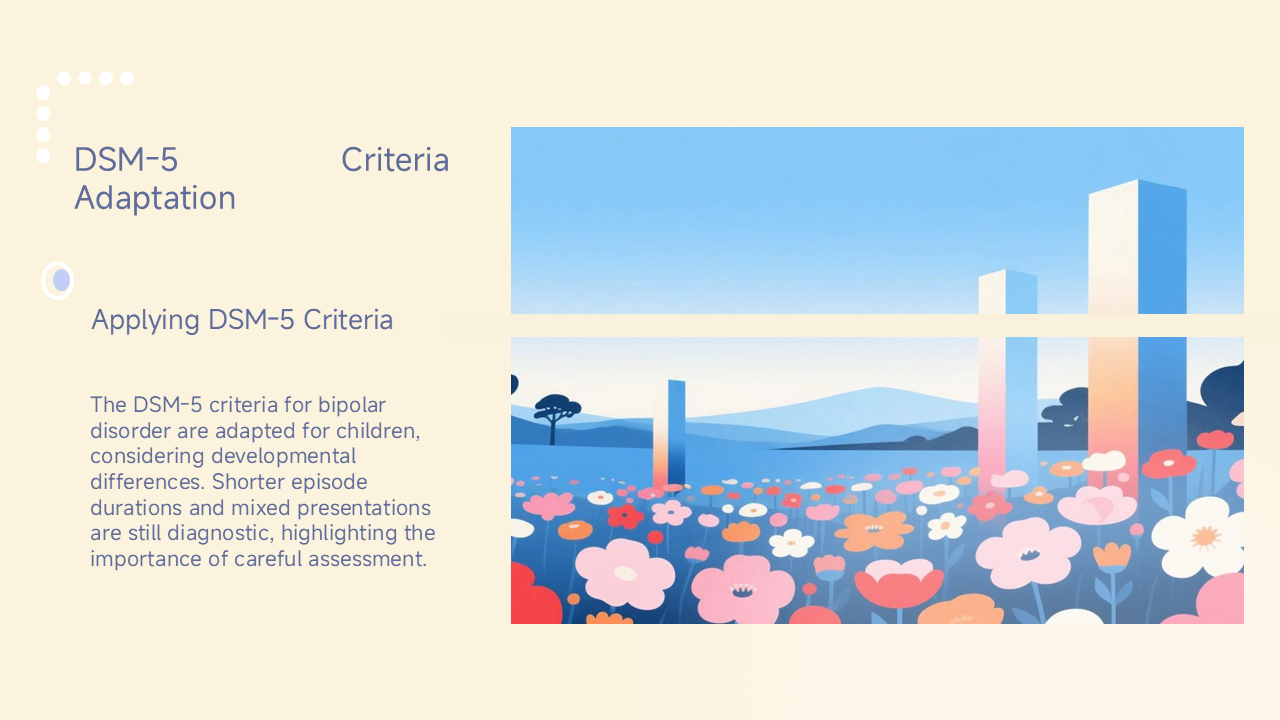 DSM-5 Criteria
Adaptation
Applying DSM-5 Criteria
The DSM-5 criteria for bipolar
disorder are adapted for children,
considering developmental
differences. Shorter episode
durations and mixed presentations
are still diagnostic, highlighting the
importance of careful assessment.